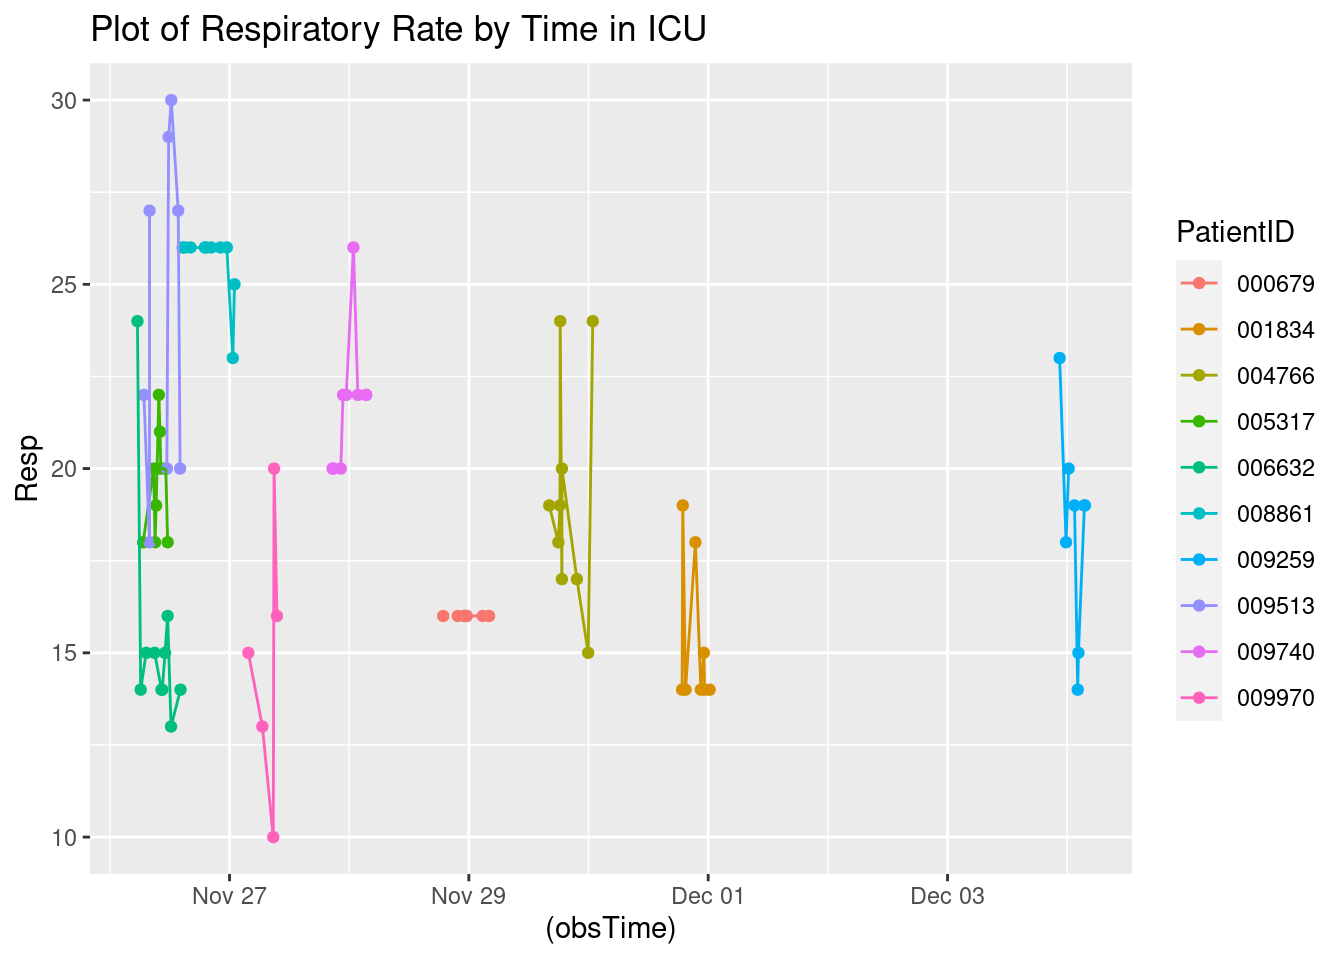 Plot of Respiratory Rate by Time in ICU
30
25
20
15
10
Resp
Nov 27
Nov 29
Dec 01
Dec 03
(obsTime)
PatientID
000679
001834
004766
005317
006632
008861
009259
009513
009740
009970